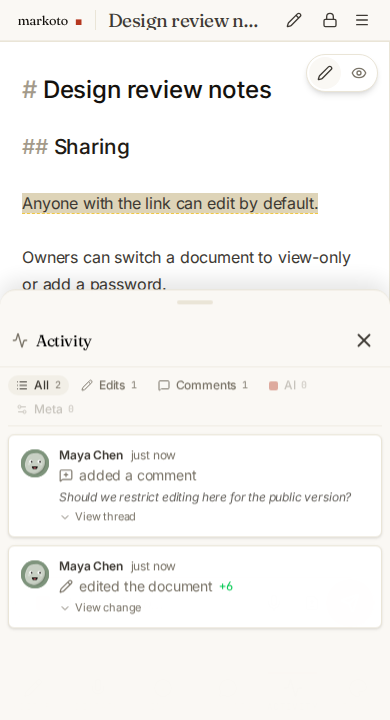 markoto
Design review n...
# Design review notes
## Sharing
Anyone with the link can edit by default.
Owners can switch a document to view-only
or add a password.
Activity
All 2 Edits 1 Comments 1 AI 0
Meta 0
Maya Chen just now
added a comment
Should we restrict editing here for the public version?
View thread
Maya Chen just now
edited the document +6
View change